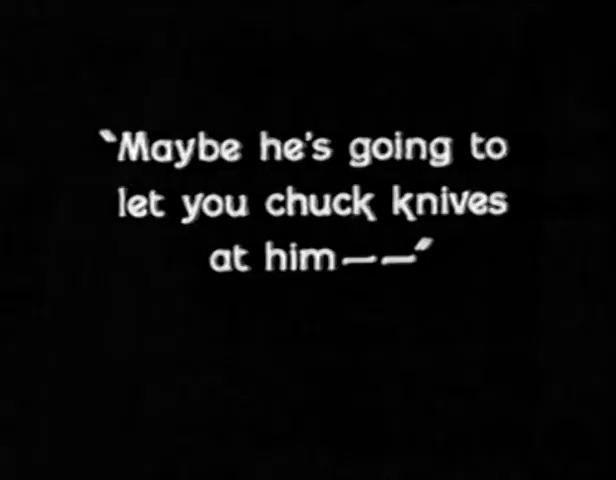 “Maybe he's going to
let you chuck knives
at him——”